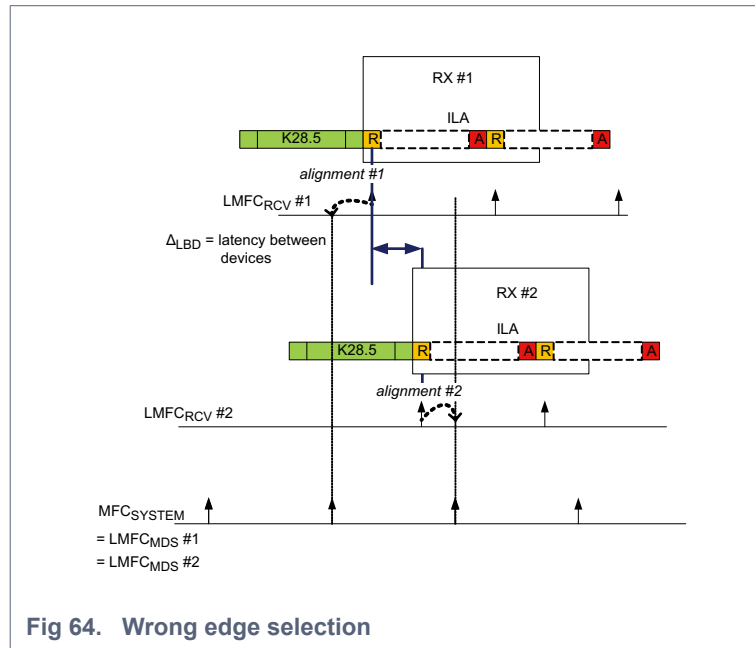 RX #1
ILA
K28.5
R
A R
A
alignment #1
LMFCRCV #1
ΔLBD = latency between
devices
RX #2
ILA
K28.5
R
A R
A
alignment #2
LMFCRCV #2
MFCSYSTEM
= LMFCMDS #1
= LMFCMDS #2
Fig 64. Wrong edge selection